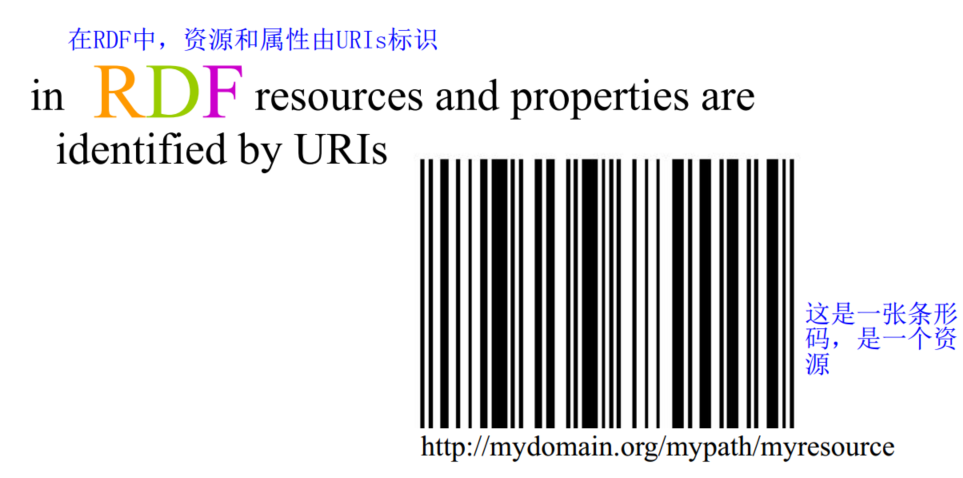 在RDF中，资源和属性由URIs标识
in RDF resources and properties are
identified by URIs
这是一张条形
码，是一个资
源
http://mydomain.org/mypath/myresource